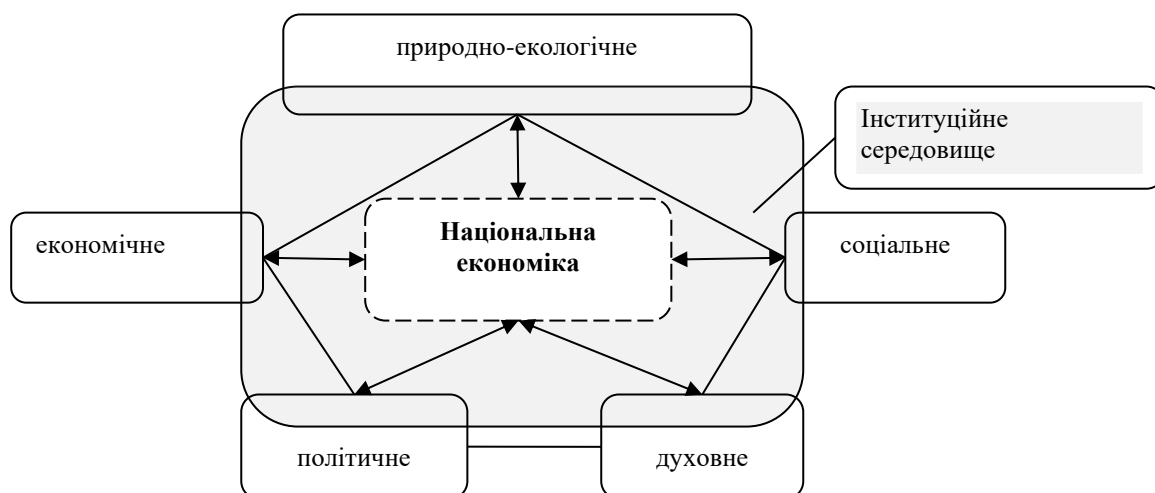 природно-екологічне
Інституційне
середовище
економічне
Національна
економіка
соціальне
політичне
духовне